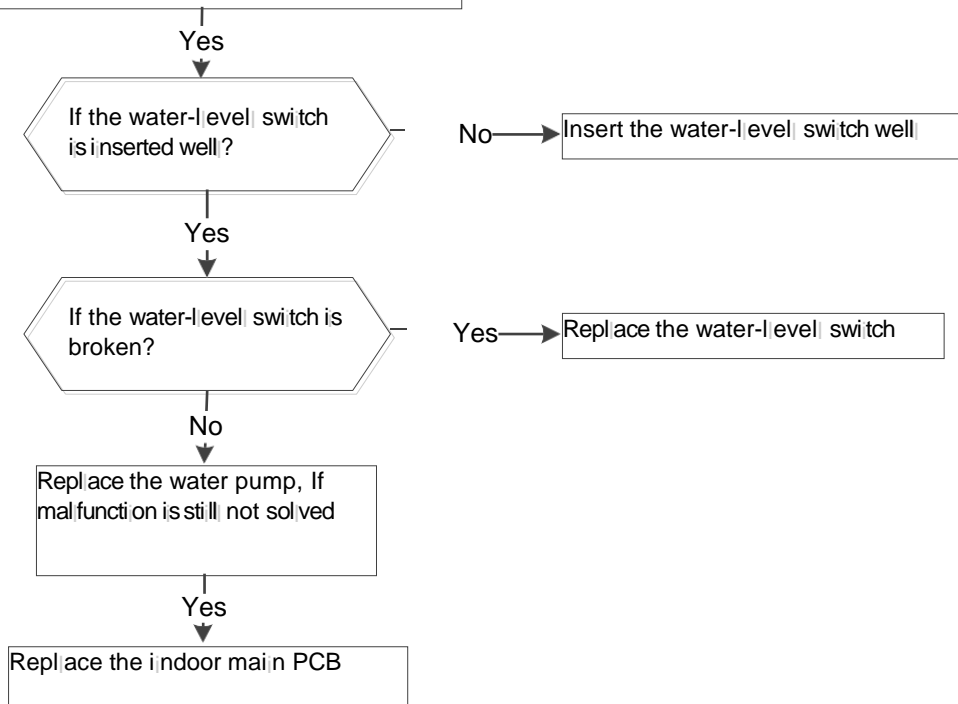 Yes
If the water-level switch
is inserted well?
No
Insert the water-level switch well
Yes
If the water-level switch is
broken?
Yes
Replace the water-level switch
No
Replace the water pump, If
malfunction is still not solved
Yes
Replace the indoor main PCB